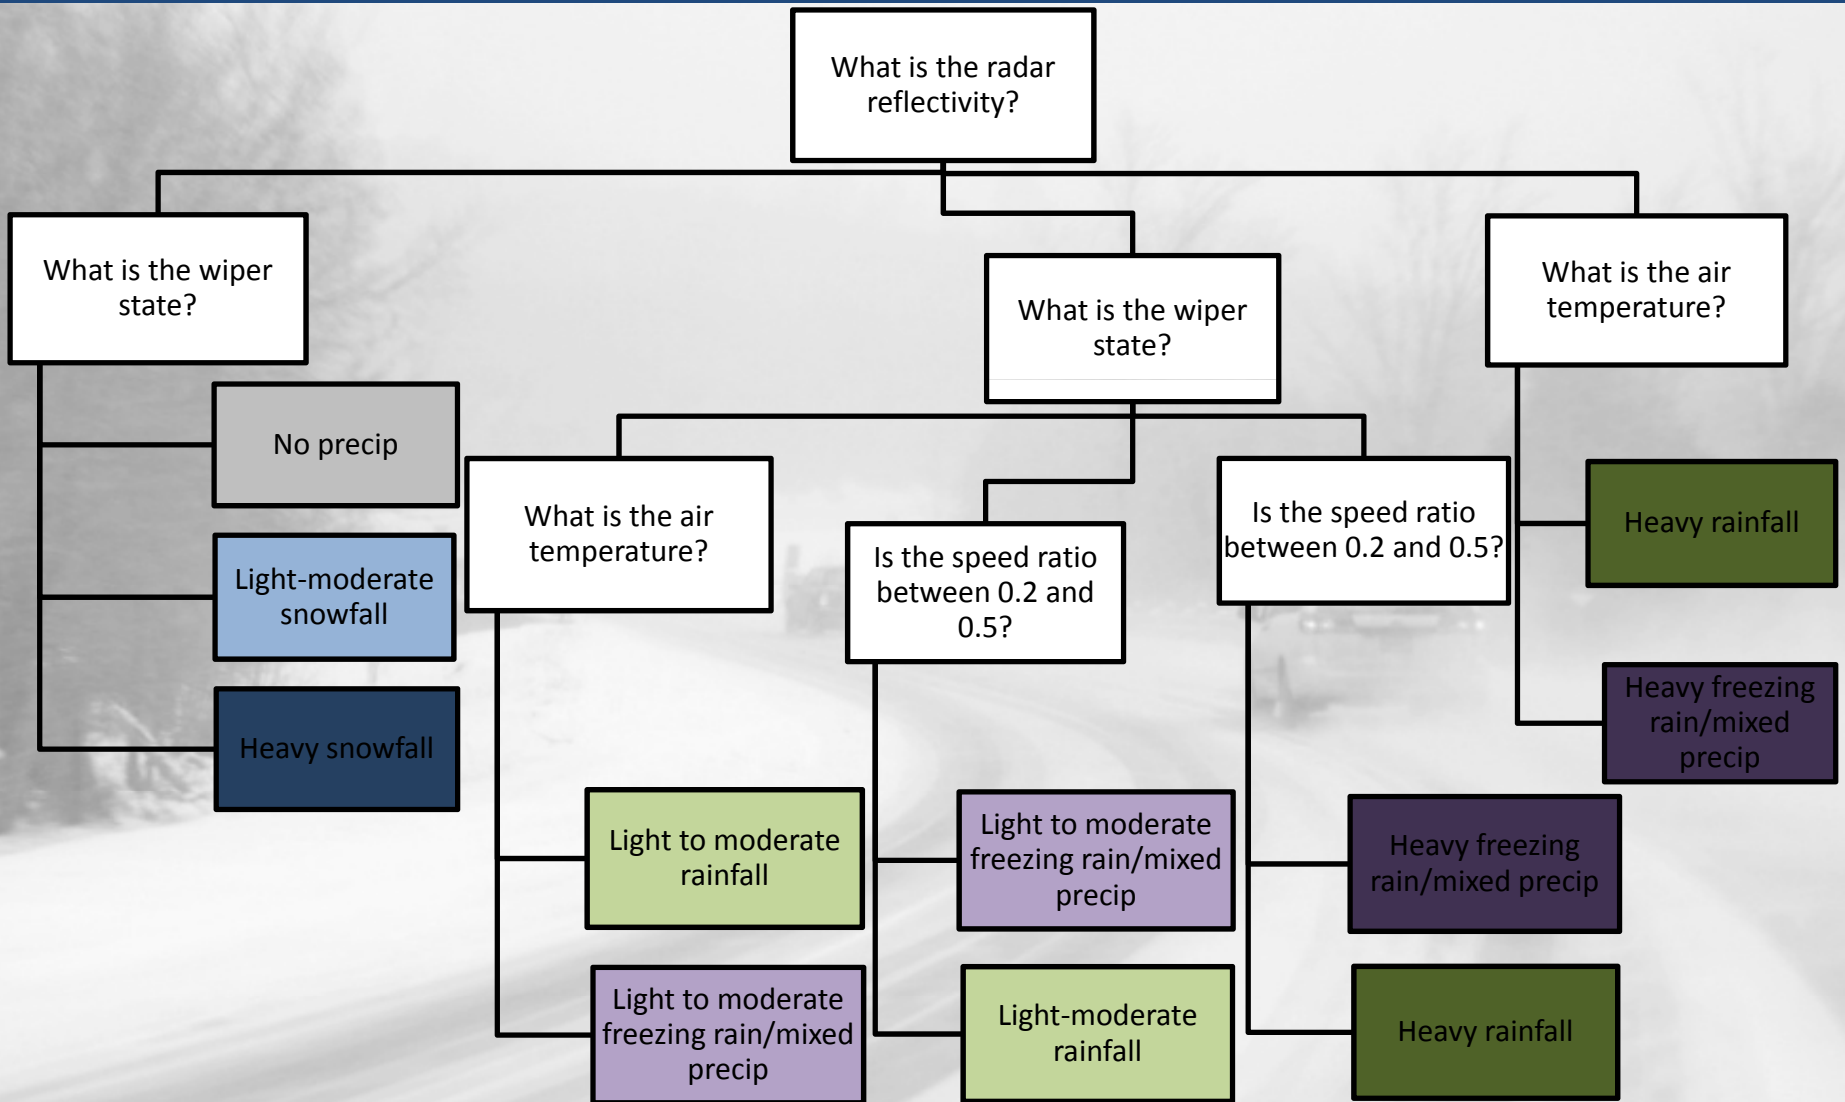 What is the radar
reflectivity?
What is the wiper
state?
What is the wiper
state?
What is the air
temperature?
No precip
Light-moderate
snowfall
Heavy snowfall
What is the air
temperature?
Is the speed ratio
between 0.2 and
0.5?
Is the speed ratio
between 0.2 and 0.5?
Heavy rainfall
Heavy freezing
rain/mixed
precip
Light to moderate
rainfall
Light to moderate
freezing rain/mixed
precip
Light to moderate
freezing rain/mixed
precip
Light-moderate
rainfall
Heavy freezing
rain/mixed precip
Heavy rainfall